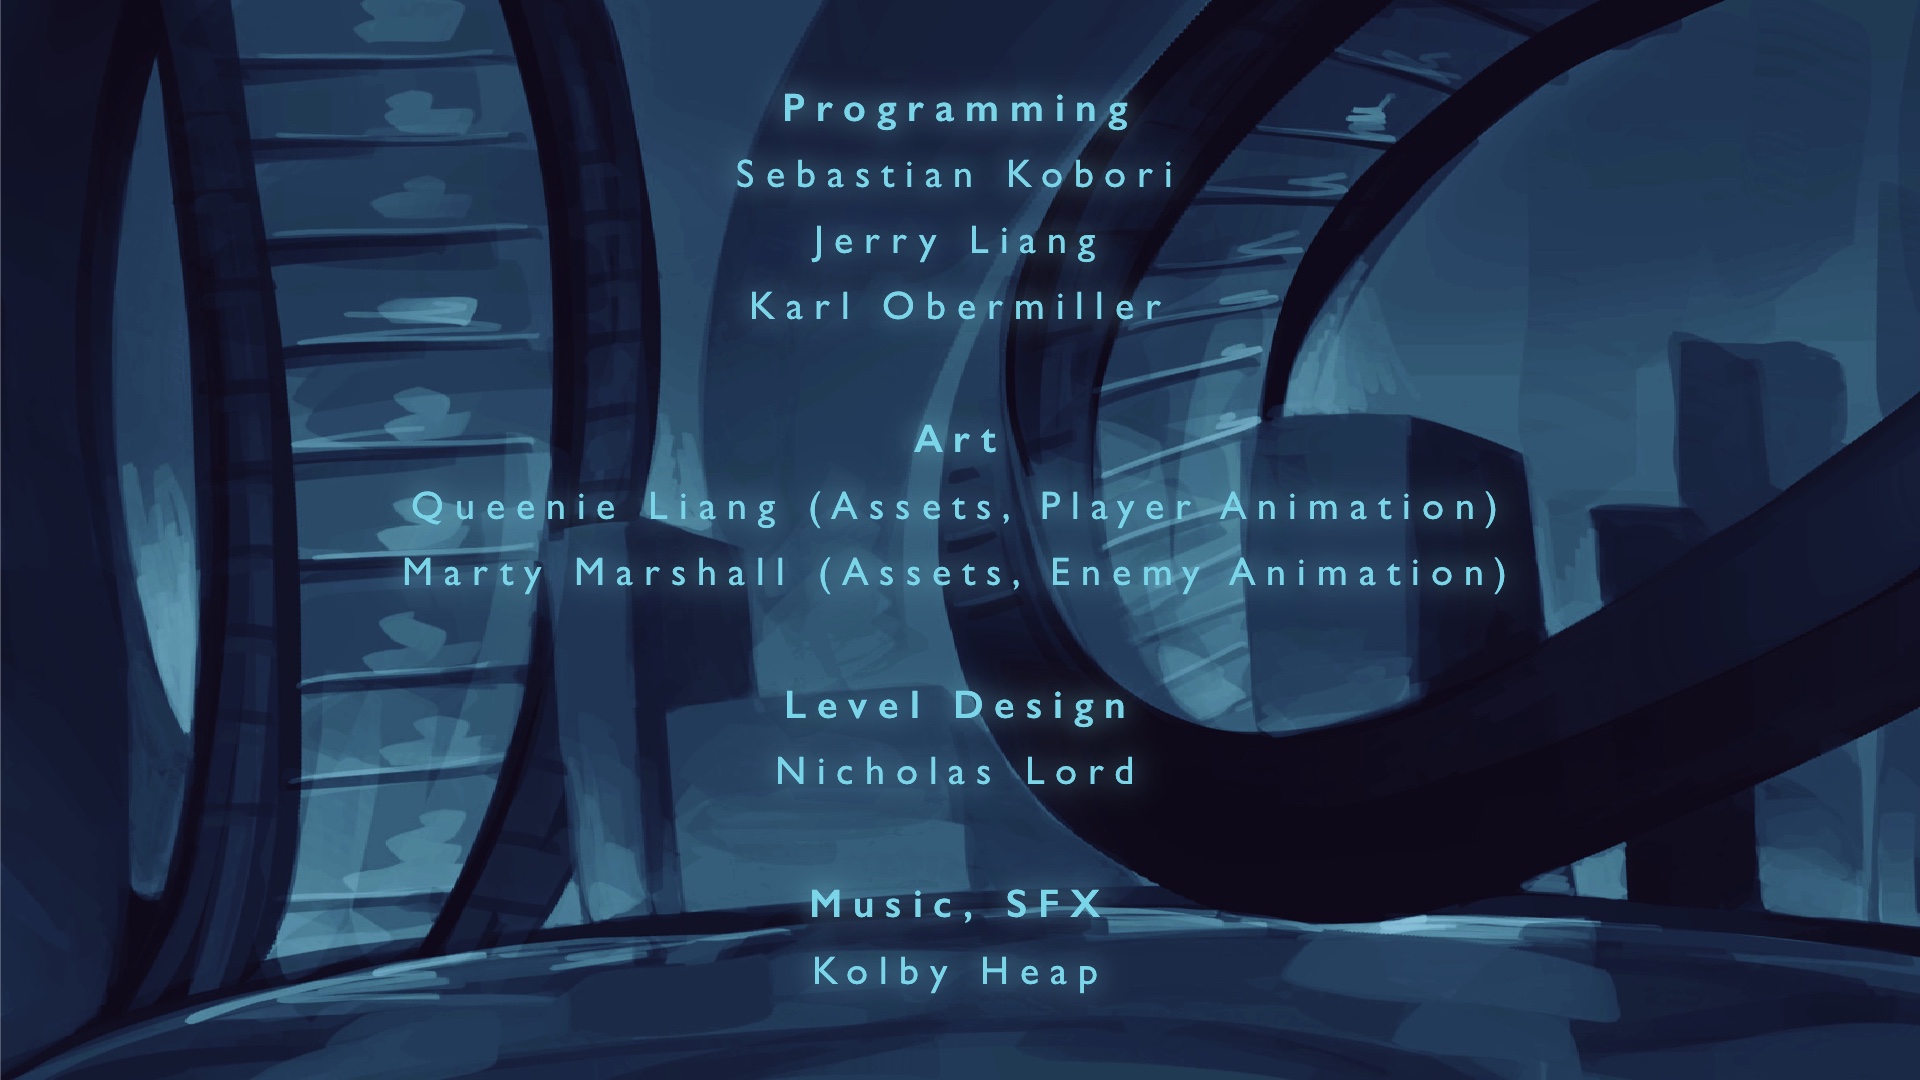 Programming
Sebastian Kobori
Jerry Liang
Karl Obermiller
Art
Queenie Liang (Assets, Player Animation)
Marty Marshall (Assets, Enemy Animation)
Level Design
Nicholas Lord
Music, SFX
Kolby Heap